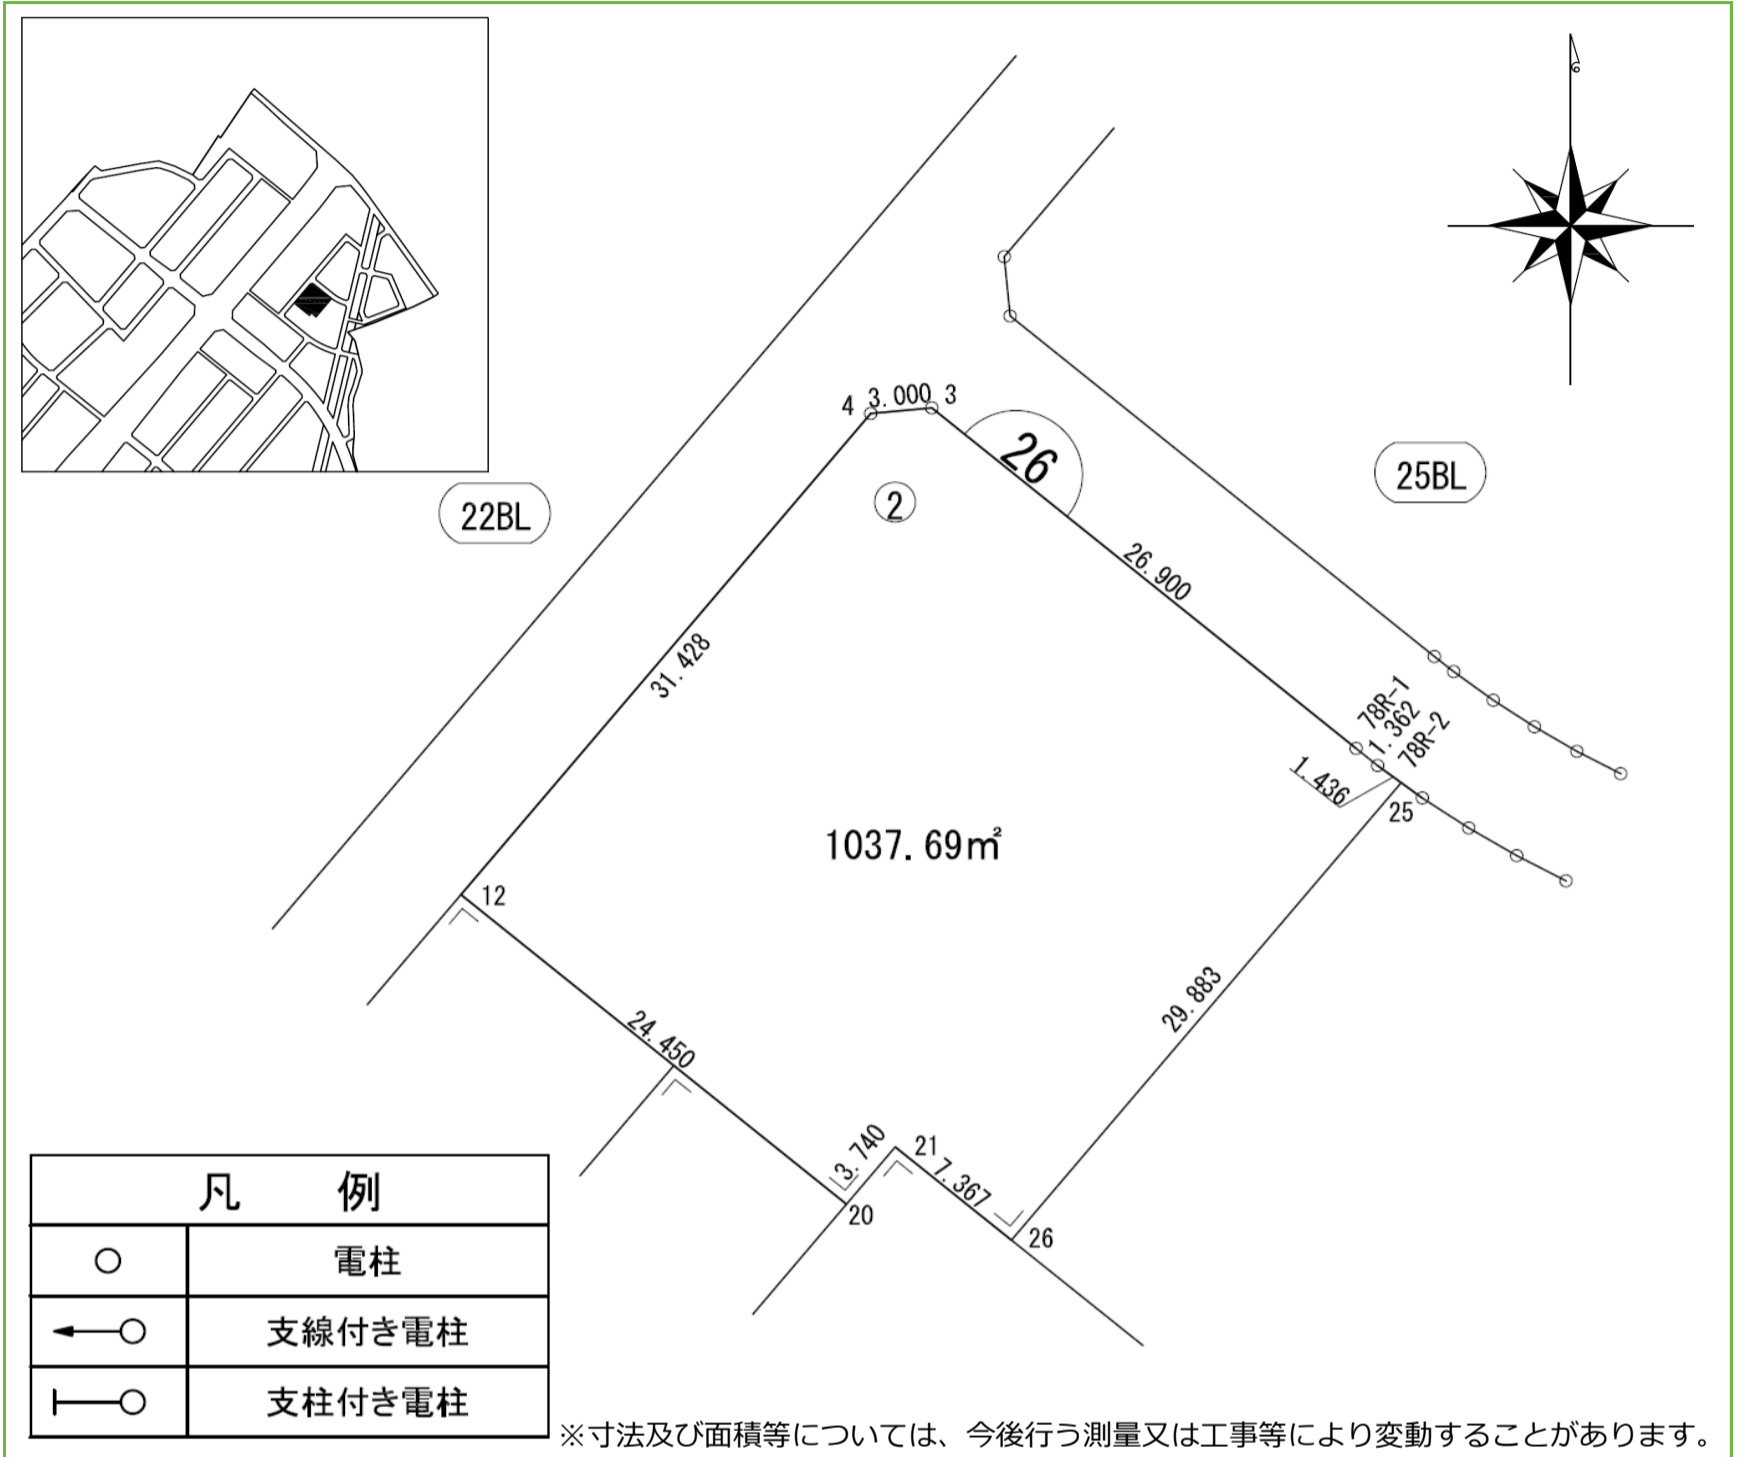 6
4
3.000
3
26
②
22BL
25BL
26.900
31.428
78R-1
1.362
78R-2
1.436
25
1037.69㎡
12
29.883
24.450
3.740
21
7.367
20
26
凡 例
電柱
支線付き電柱
支柱付き電柱
※寸法及び面積等については、今後行う測量又は工事等により変動することがあります。